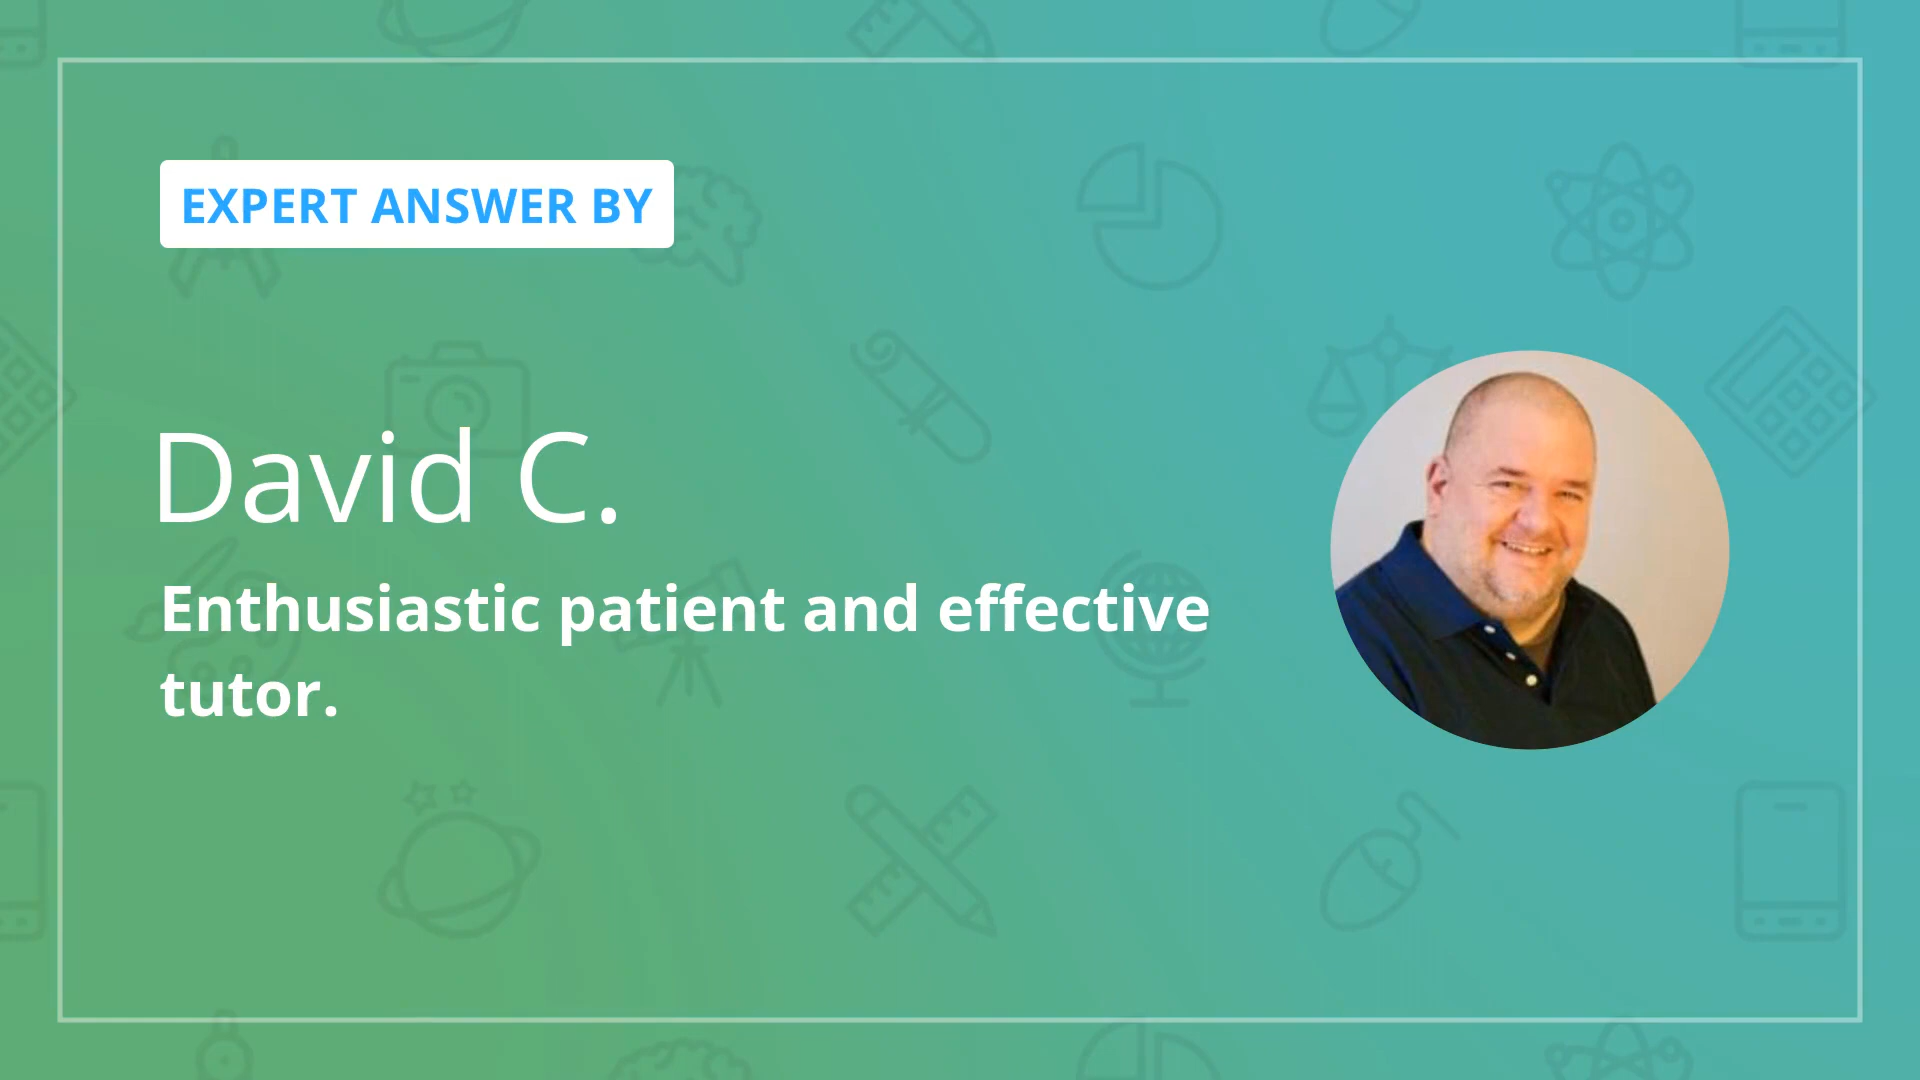 EXPERT ANSWER BY
David C.
Enthusiastic patient and effective
tutor.